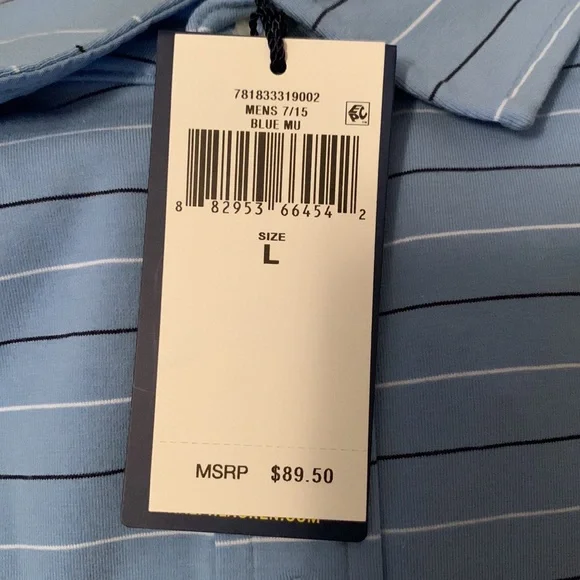 781833319002
MENS 7/15
BLUE MU
8 82953 66454 2
SIZE
L
MSRP $89.50